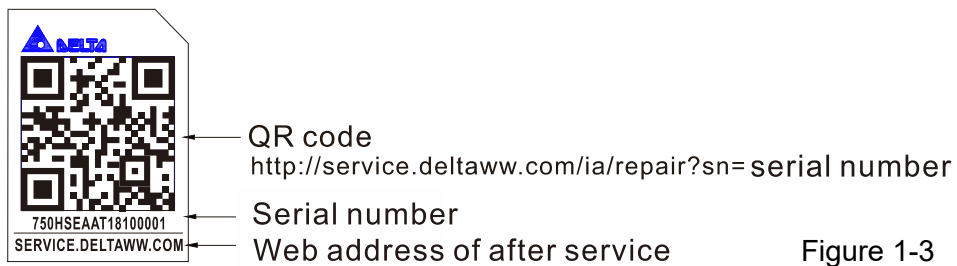 DELTA
QR code
http://service.deltaww.com/ia/repair?sn= serial number
750HSEAAT18100001
Serial number
SERVICE.DELTAWW.COM
Web address of after service
Figure 1-3